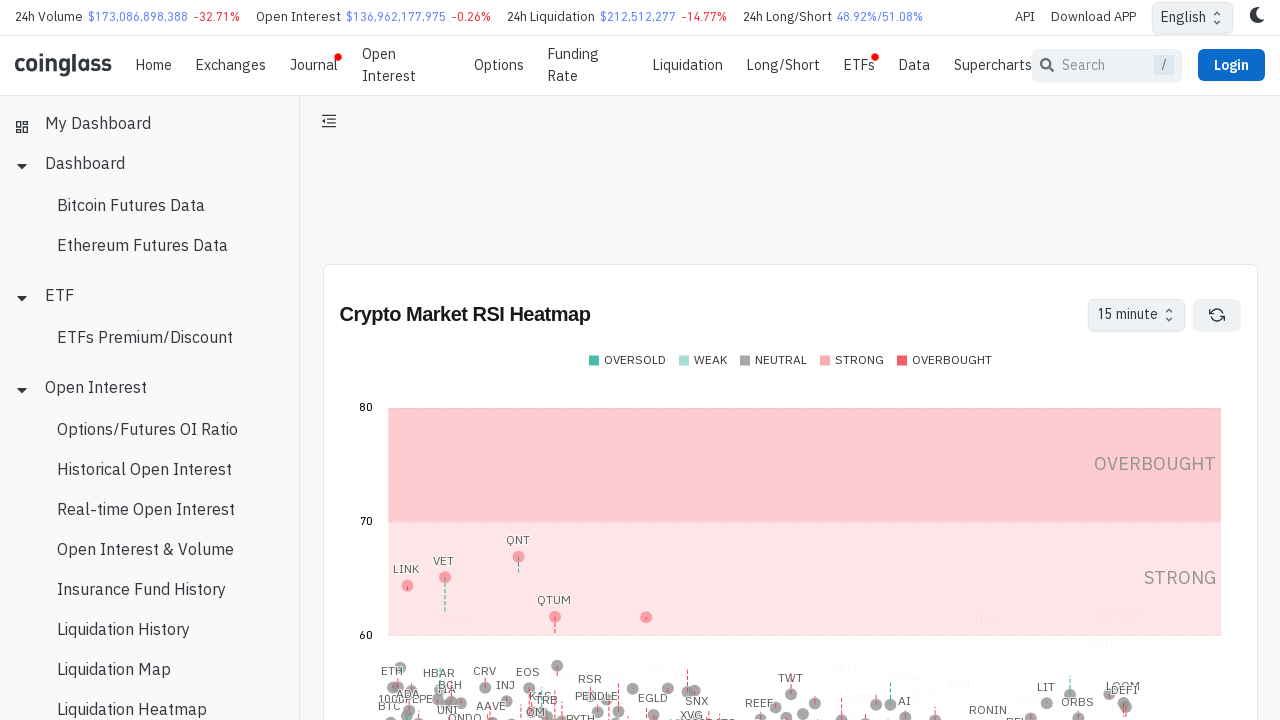 24h Volume $173,086,898,388 -32.71% Open Interest $136,962,177,975 -0.26% 24h Liquidation $212,512,277 -14.77% 24h Long/Short 48.92%/51.08% API Download APP English
coinglass Home Exchanges Journal Open Interest Options Funding Rate Liquidation Long/Short ETFs Data Supercharts Search / Login
My Dashboard
Dashboard
Bitcoin Futures Data
Ethereum Futures Data
ETF
ETFs Premium/Discount
Open Interest
Options/Futures OI Ratio
Historical Open Interest
Real-time Open Interest
Open Interest & Volume
Insurance Fund History
Liquidation History
Liquidation Map
Liquidation Heatmap
Crypto Market RSI Heatmap
15 minute
OVERSOLD WEAK NEUTRAL STRONG OVERBOUGHT
80
OVERBOUGHT
70
QNT
VET
LINK
STRONG
QTUM
60
ETH HBAR CRV EOS
RSR TWT
BCH INJ LIT LOOM
ADA PENDLE EGLD DEFI
SNX REEF AI ORBS
BTC UNI AAVE RONIN
ONDO PYTH XVG